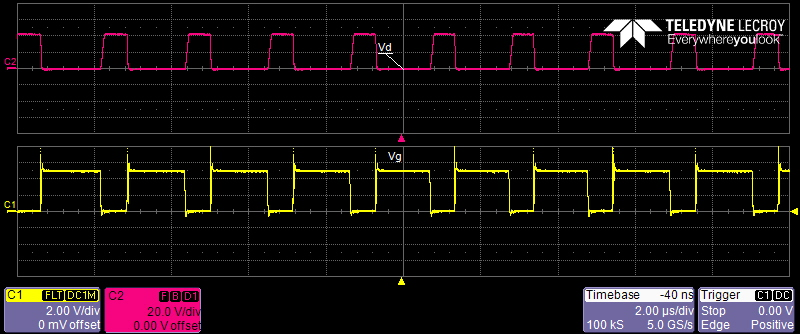 TELEDYNE LECROY
Everywhereyoulook
Vd
C2
Vg
C1
C1 FLT DC1M
2.00 V/div
0 mV offset
C2 F B D1
20.0 V/div
0.00 V offset
Timebase -40 ns
2.00 µs/div
100 kS 5.0 GS/s
Trigger C1 DC
Stop 0.00 V
Edge Positive